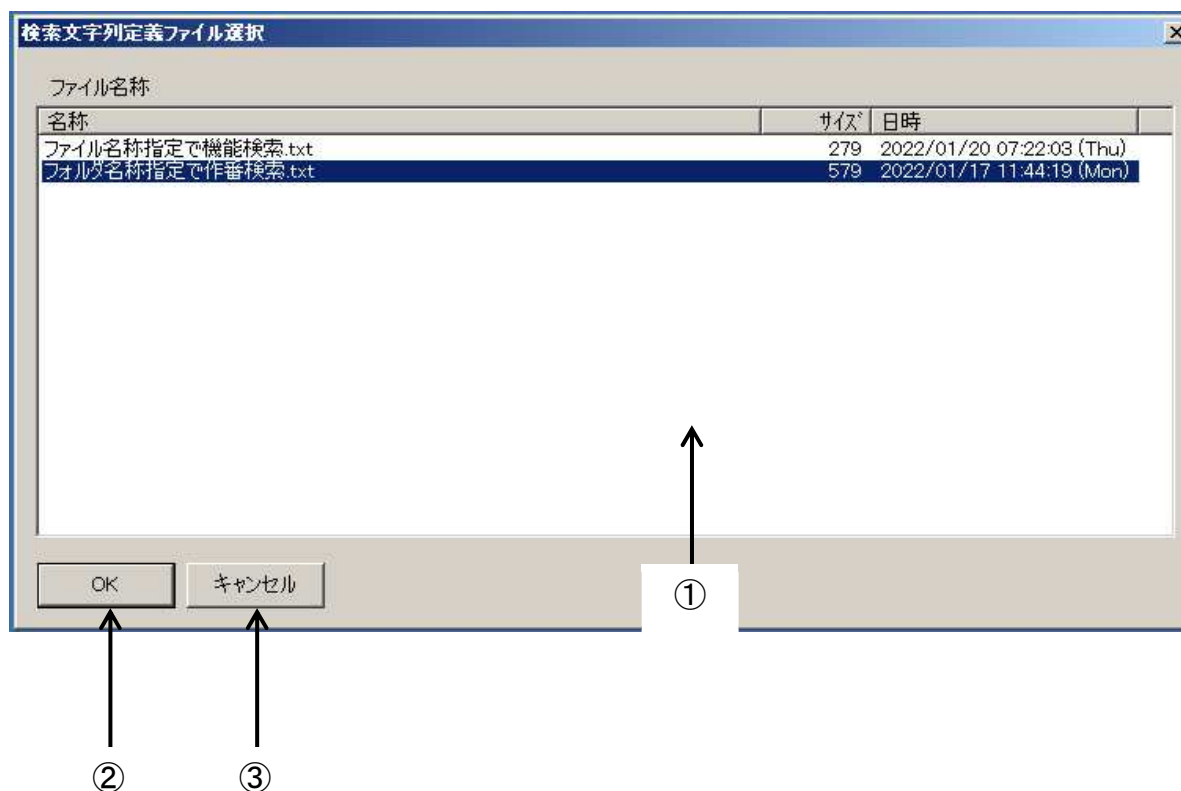 検索文字列定義ファイル選択
ファイル名称
名称 サイズ 日時
ファイル名称指定で機能検索.txt 279 2022/01/20 07:22:03 (Thu)
フォルダ名称指定で作番検索.txt 579 2022/01/17 11:44:19 (Mon)
OK キャンセル ①
② ③